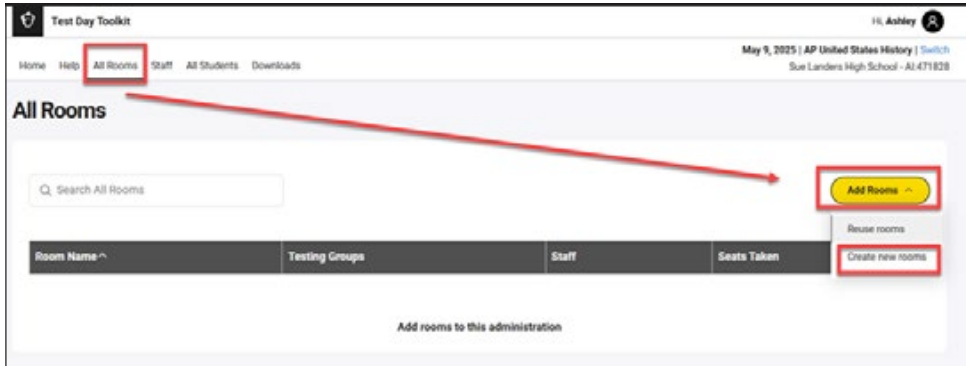 Test Day Toolkit
Hi, Ashley
Home Help All Rooms Staff All Students Downloads
May 9, 2025 | AP United States History | Switch
Sue Landers High School - AI:471828
All Rooms
Search All Rooms
Add Rooms
Reuse rooms
Create new rooms
Room Name Testing Groups Staff Seats Taken
Add rooms to this administration